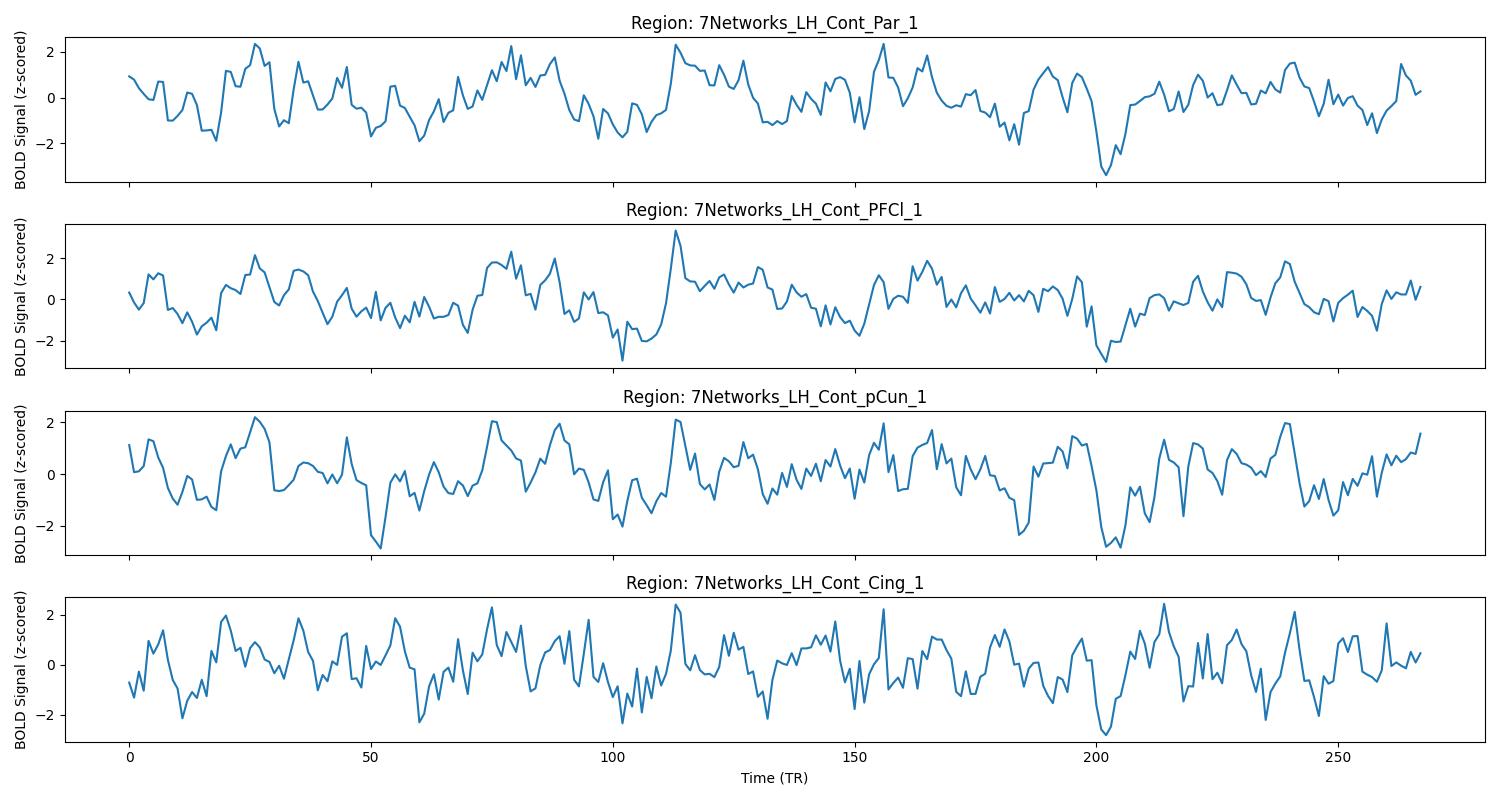 Region: 7Networks_LH_Cont_Par_1
BOLD Signal (z-scored)
2
0
−2
Region: 7Networks_LH_Cont_PFCl_1
BOLD Signal (z-scored)
2
0
−2
Region: 7Networks_LH_Cont_pCun_1
BOLD Signal (z-scored)
2
0
−2
Region: 7Networks_LH_Cont_Cing_1
BOLD Signal (z-scored)
2
0
−2
0 50 100 150 200 250
Time (TR)